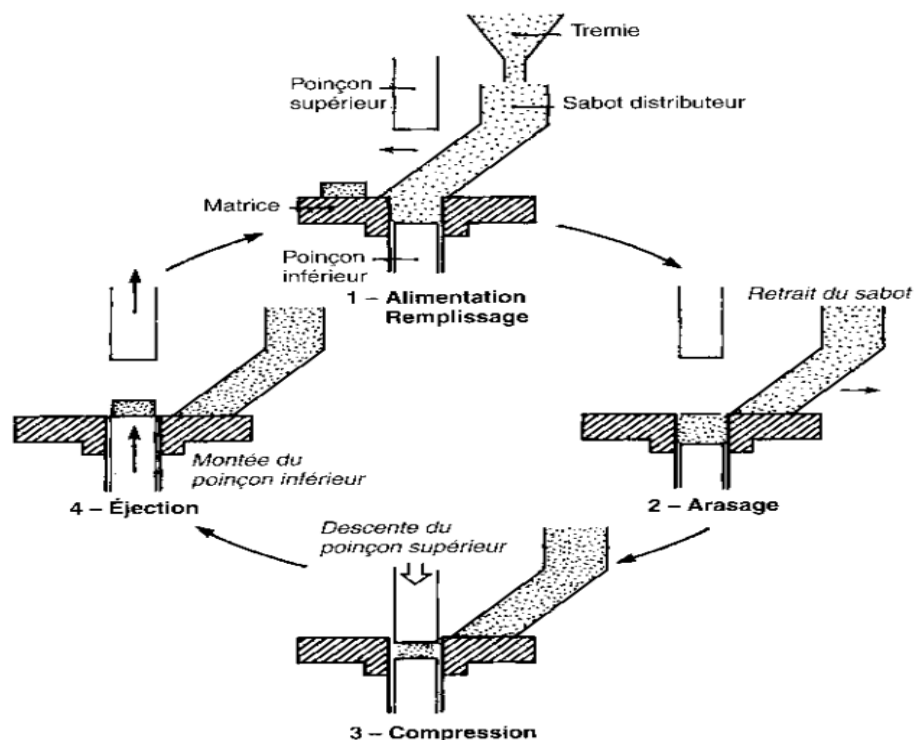 Tremie
Poinçon
supérieur
Sabot distributeur
Matrice
Poinçon
inférieur
1 – Alimentation
Remplissage
Retrait du sabot
2 – Arasage
Descente du
poinçon supérieur
3 – Compression
Montée du
poinçon inférieur
4 – Éjection